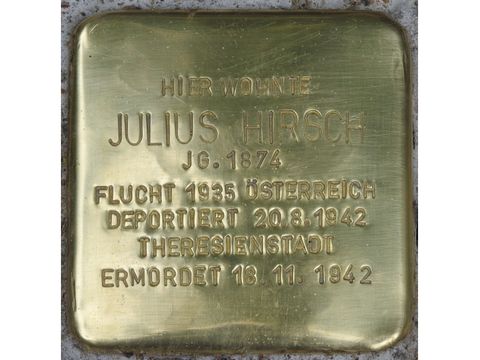 HIER WOHNTE
JULIUS HIRSCH
JG. 1874
FLUCHT 1935 ÖSTERREICH
DEPORTIERT 20.8.1942
THERESIENSTADT
ERMORDET 18.11. 1942